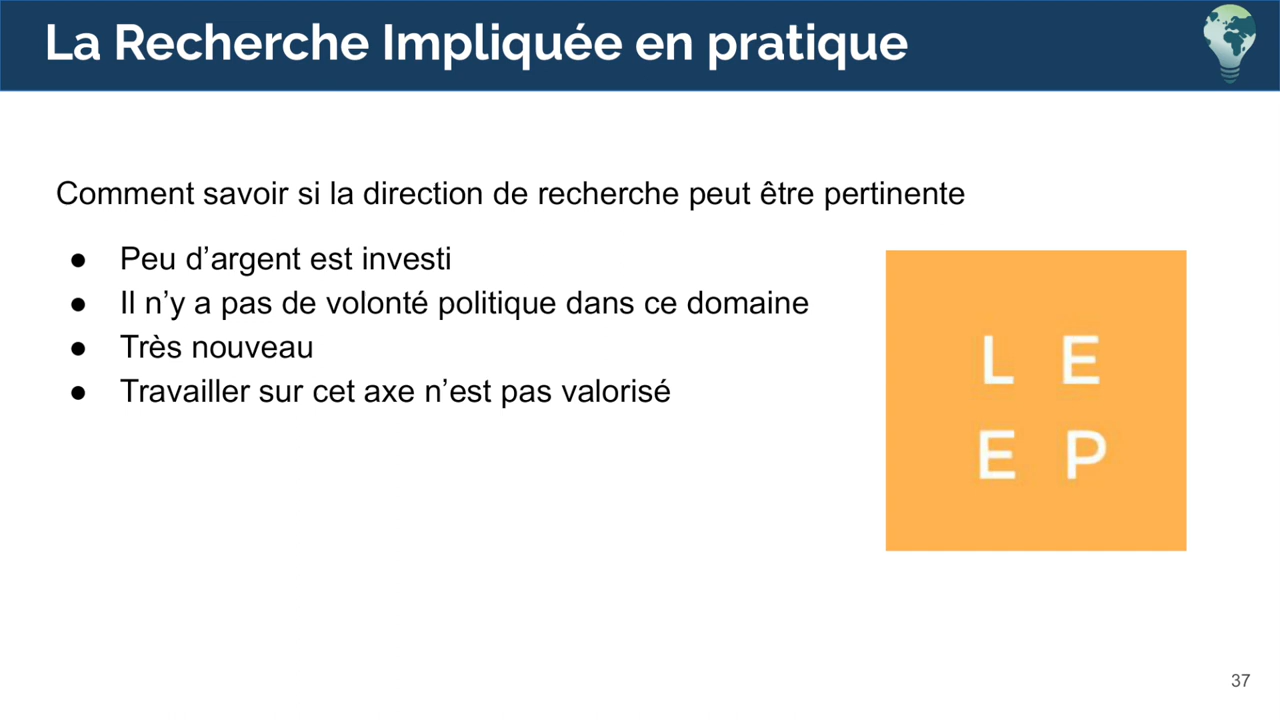 La Recherche Impliquée en pratique
Comment savoir si la direction de recherche peut être pertinente
● Peu d’argent est investi
● Il n’y a pas de volonté politique dans ce domaine
● Très nouveau
● Travailler sur cet axe n’est pas valorisé
L E
E P
37